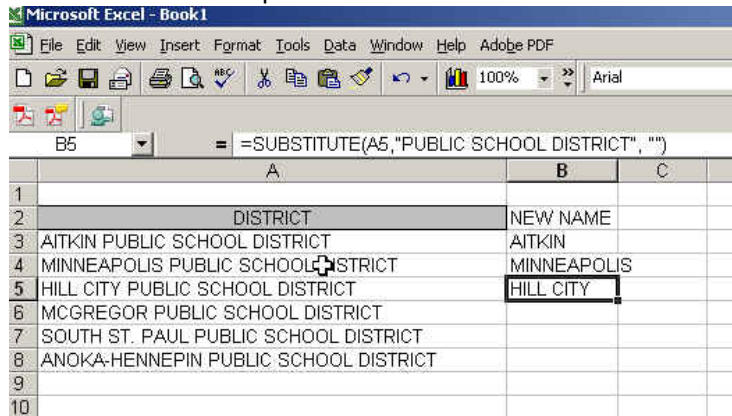 Microsoft Excel - Book1
File Edit View Insert Format Tools Data Window Help Adobe PDF
ABC 100% » Arial
B5 = =SUBSTITUTE(A5,"PUBLIC SCHOOL DISTRICT", "")
A B C
1
2 DISTRICT NEW NAME
3 AITKIN PUBLIC SCHOOL DISTRICT AITKIN
4 MINNEAPOLIS PUBLIC SCHOOL DISTRICT MINNEAPOLIS
5 HILL CITY PUBLIC SCHOOL DISTRICT HILL CITY
6 MCGREGOR PUBLIC SCHOOL DISTRICT
7 SOUTH ST. PAUL PUBLIC SCHOOL DISTRICT
8 ANOKA-HENNEPIN PUBLIC SCHOOL DISTRICT
9
10